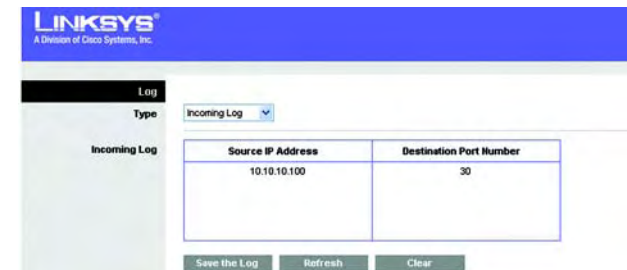 LINKSYS®
A Division of Cisco Systems, Inc.
Log
Type
Incoming Log
Incoming Log
Source IP Address Destination Port Number
10.10.10.100 30
Save the Log Refresh Clear